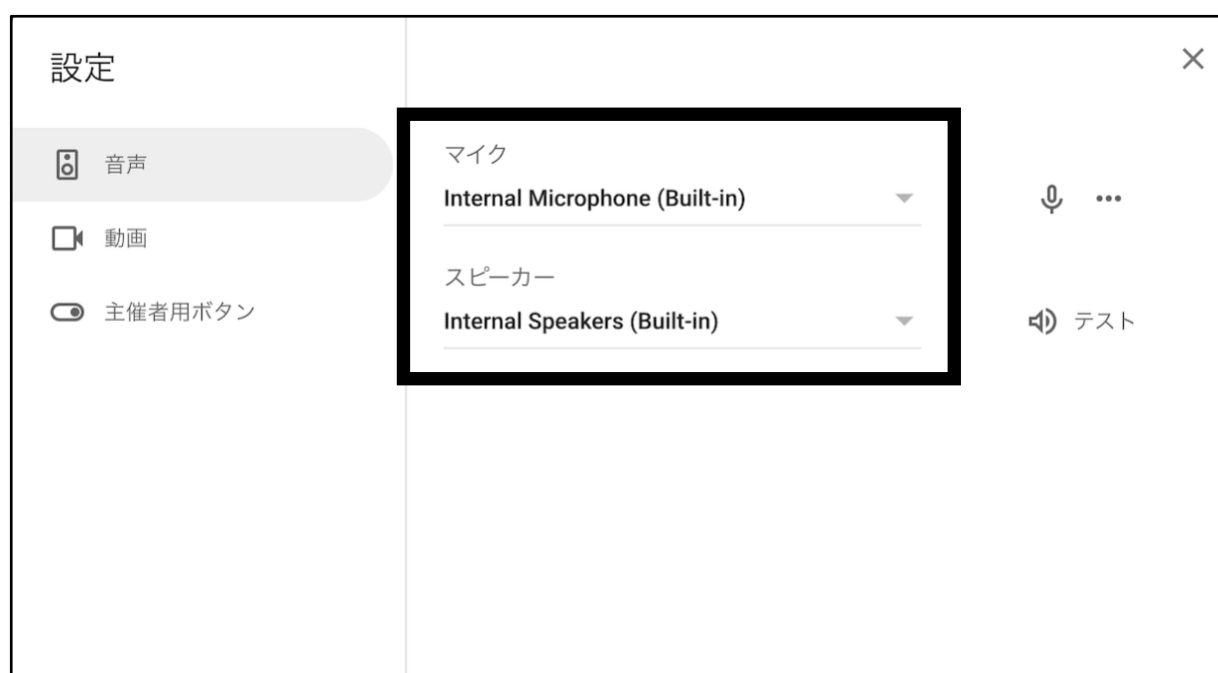 設定
音声
動画
主催者用ボタン
マイク
Internal Microphone (Built-in)
スピーカー
Internal Speakers (Built-in)
テスト